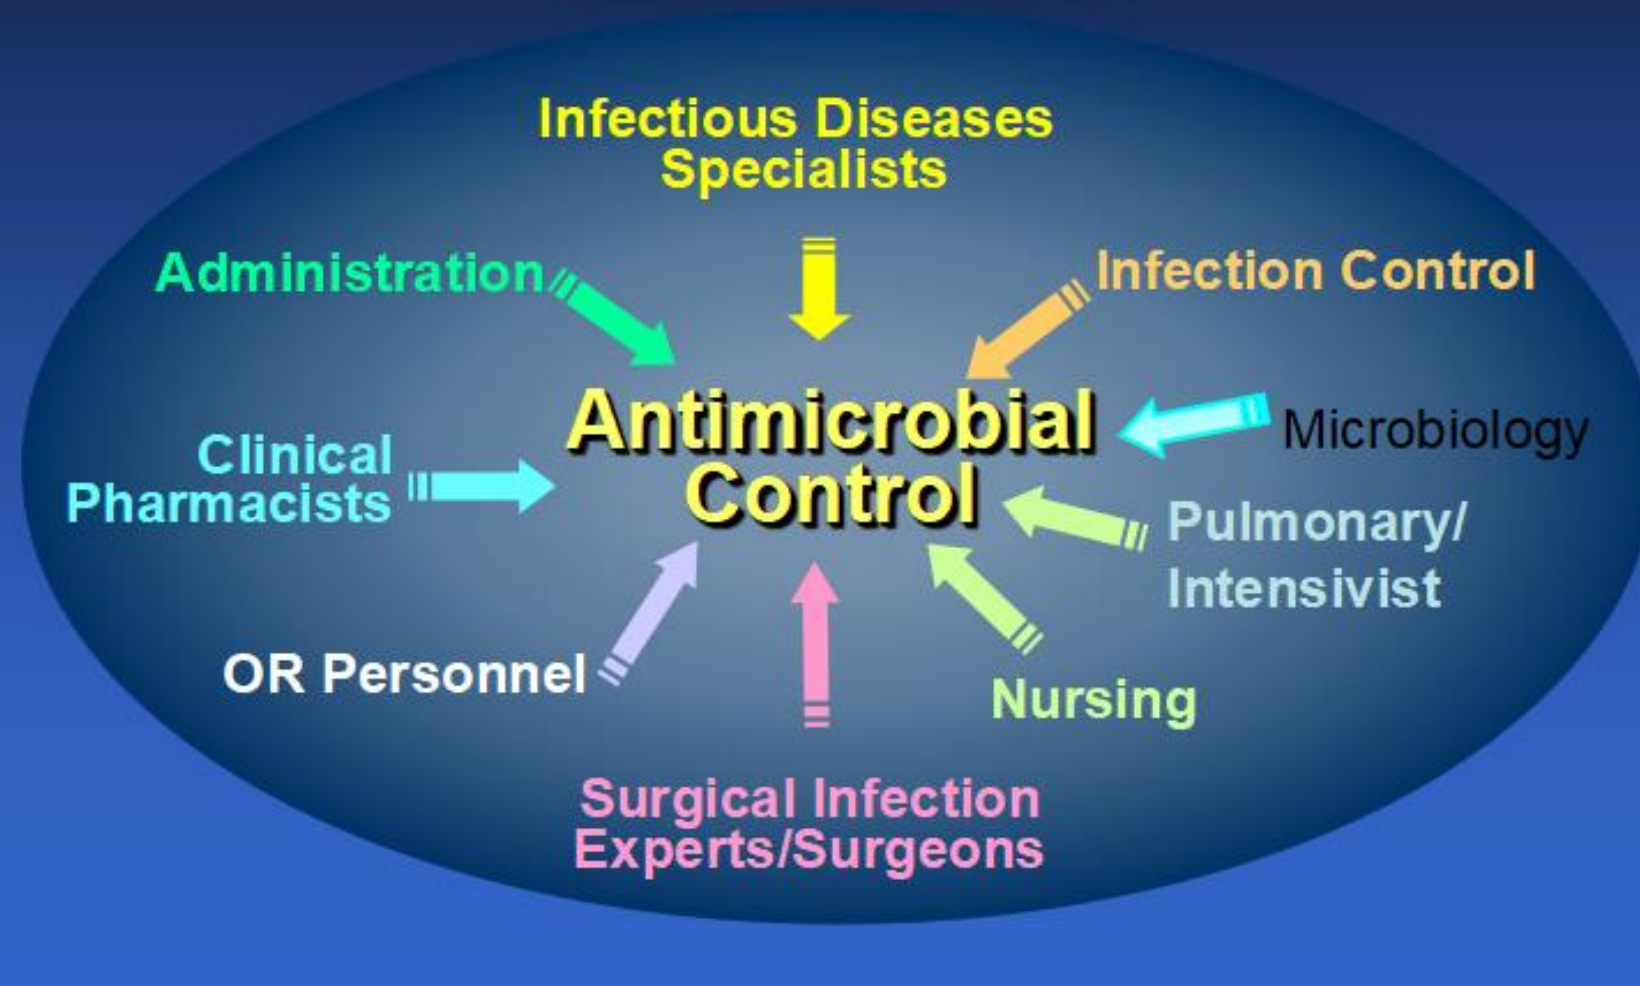 Infectious Diseases
Specialists
Administration
Infection Control
Antimicrobial
Control
Microbiology
Clinical
Pharmacists
Pulmonary/
Intensivist
OR Personnel
Nursing
Surgical Infection
Experts/Surgeons